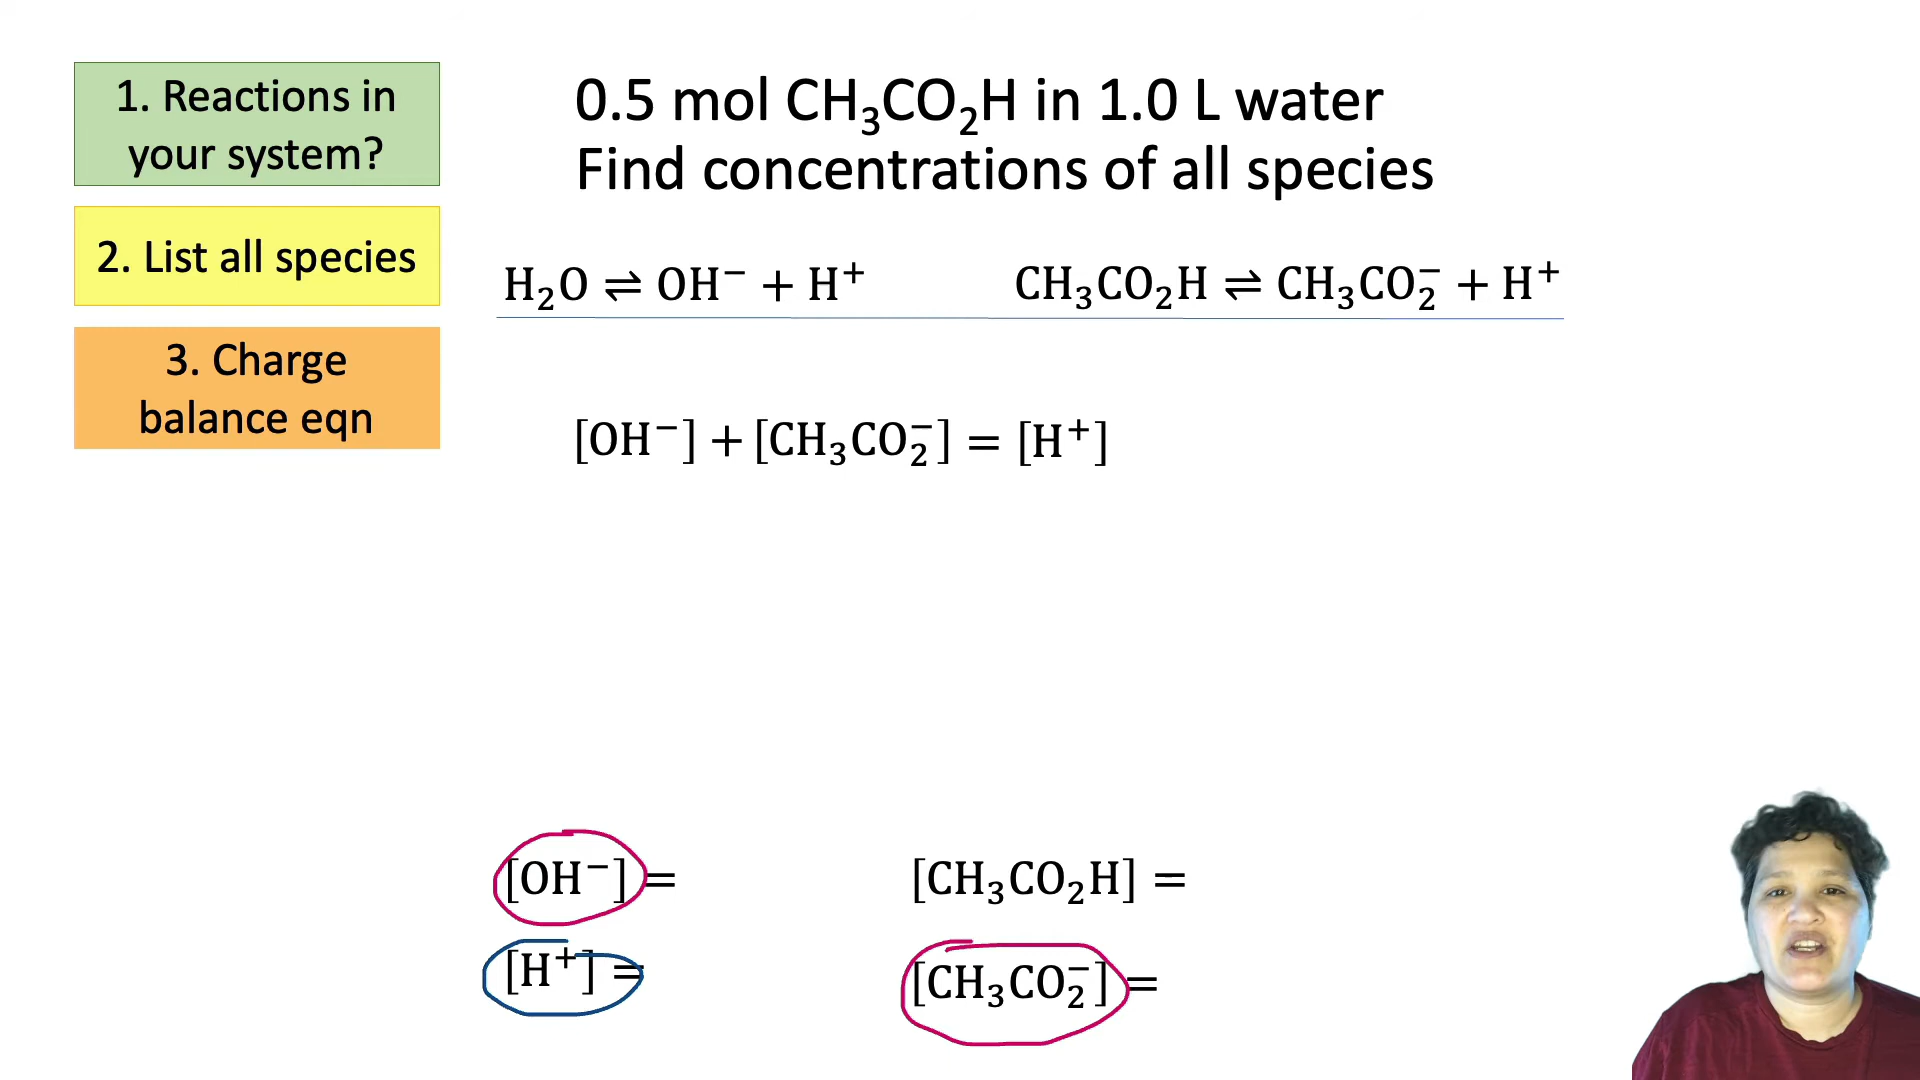 1. Reactions in
your system?
2. List all species
3. Charge
balance eqn
0.5 mol CH₃CO₂H in 1.0 L water
Find concentrations of all species
H₂O ⇌ OH⁻ + H⁺
CH₃CO₂H ⇌ CH₃CO₂⁻ + H⁺
[OH⁻] + [CH₃CO₂⁻] = [H⁺]
[OH⁻] =
[CH₃CO₂H] =
[H⁺] =
[CH₃CO₂⁻] =